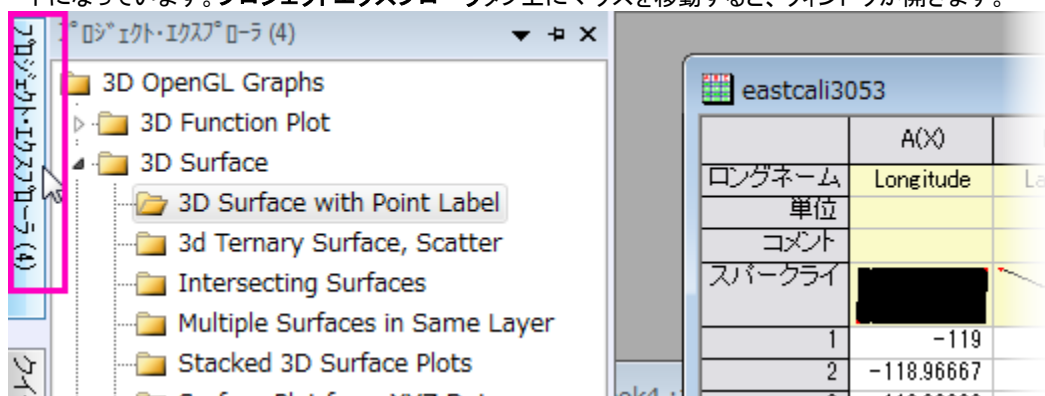 ードになっています。プロジェクトエクスプローラタブ上にマウスを移動すると、ウィンドウが開きます。
プロジェクト・エクスプローラ (4)
プロジェクト・エクスプローラ (4)
3D OpenGL Graphs
3D Function Plot
3D Surface
3D Surface with Point Label
3d Ternary Surface, Scatter
Intersecting Surfaces
Multiple Surfaces in Same Layer
Stacked 3D Surface Plots
eastcali3053
A(X)
ロングネーム Longitude La
単位
コメント
スパークライ
1 -119
2 -118.96667
クイ